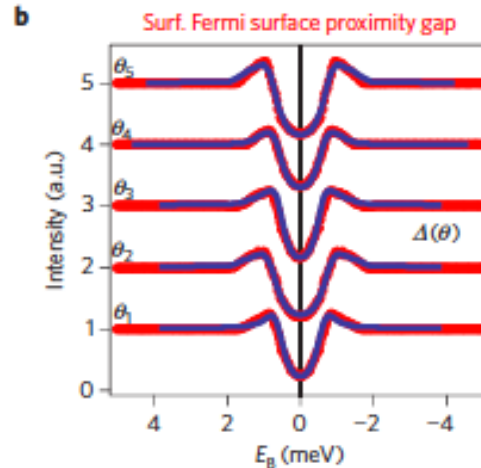 b
Surf. Fermi surface proximity gap
Intensity (a.u.)
5
4
3
2
1
0
θ5
θ4
θ3
θ2
θ1
Δ(θ)
4 2 0 −2 −4
EB (meV)